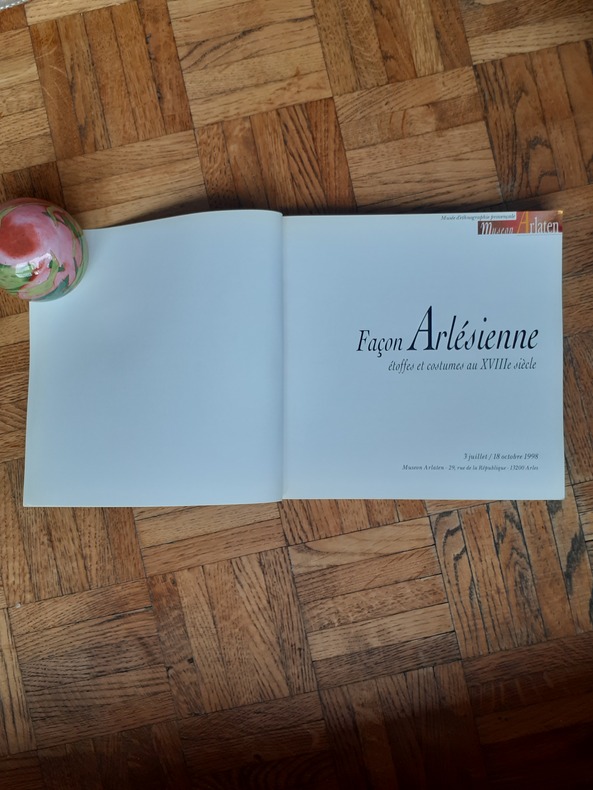 Musée d'ethnographie provençale
Museon Arlaten
Façon Arlésienne
étoffes et costumes au XVIIIe siècle
3 juillet / 18 octobre 1998
Museon Arlaten - 29, rue de la République - 13200 Arles